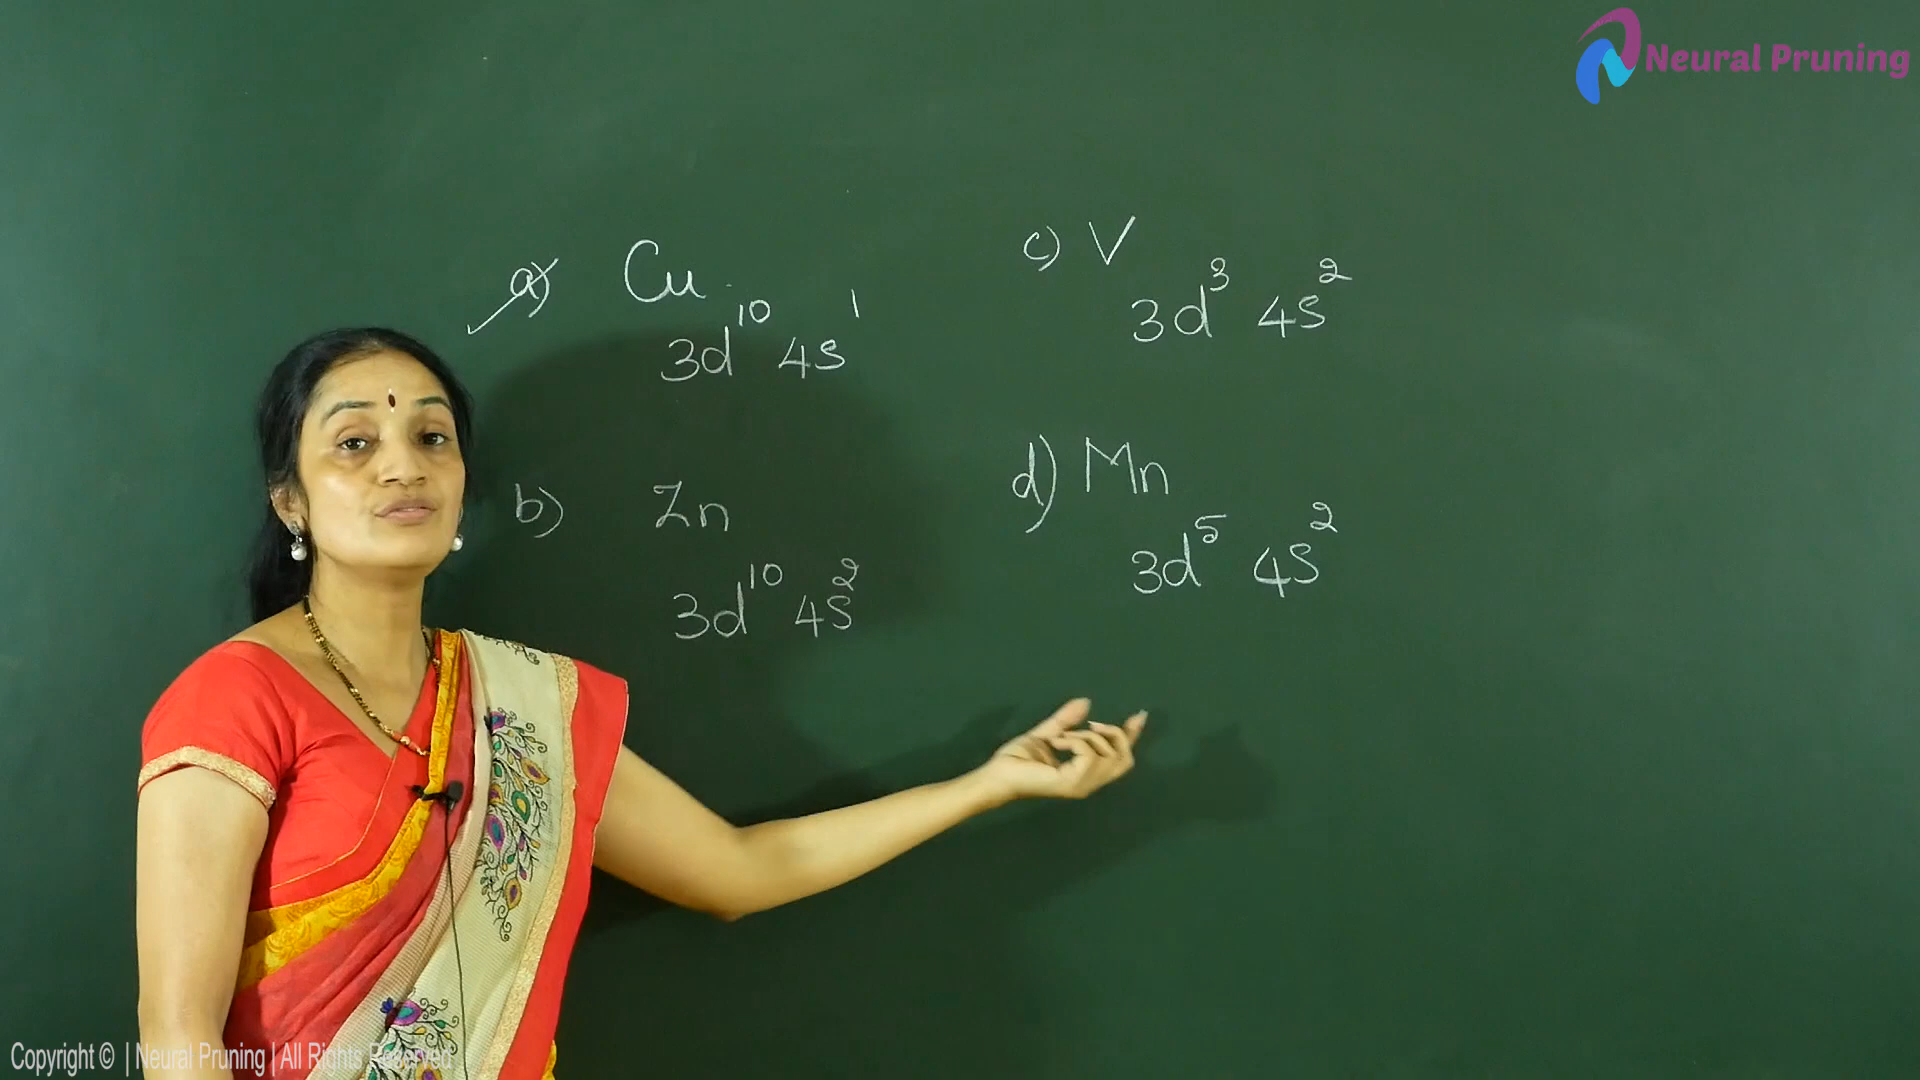 Neural Pruning
a) Cu
3d¹⁰ 4s¹
b) Zn
3d¹⁰ 4s²
c) V
3d³ 4s²
d) Mn
3d⁵ 4s²
Copyright © | Neural Pruning | All Rights Reserved